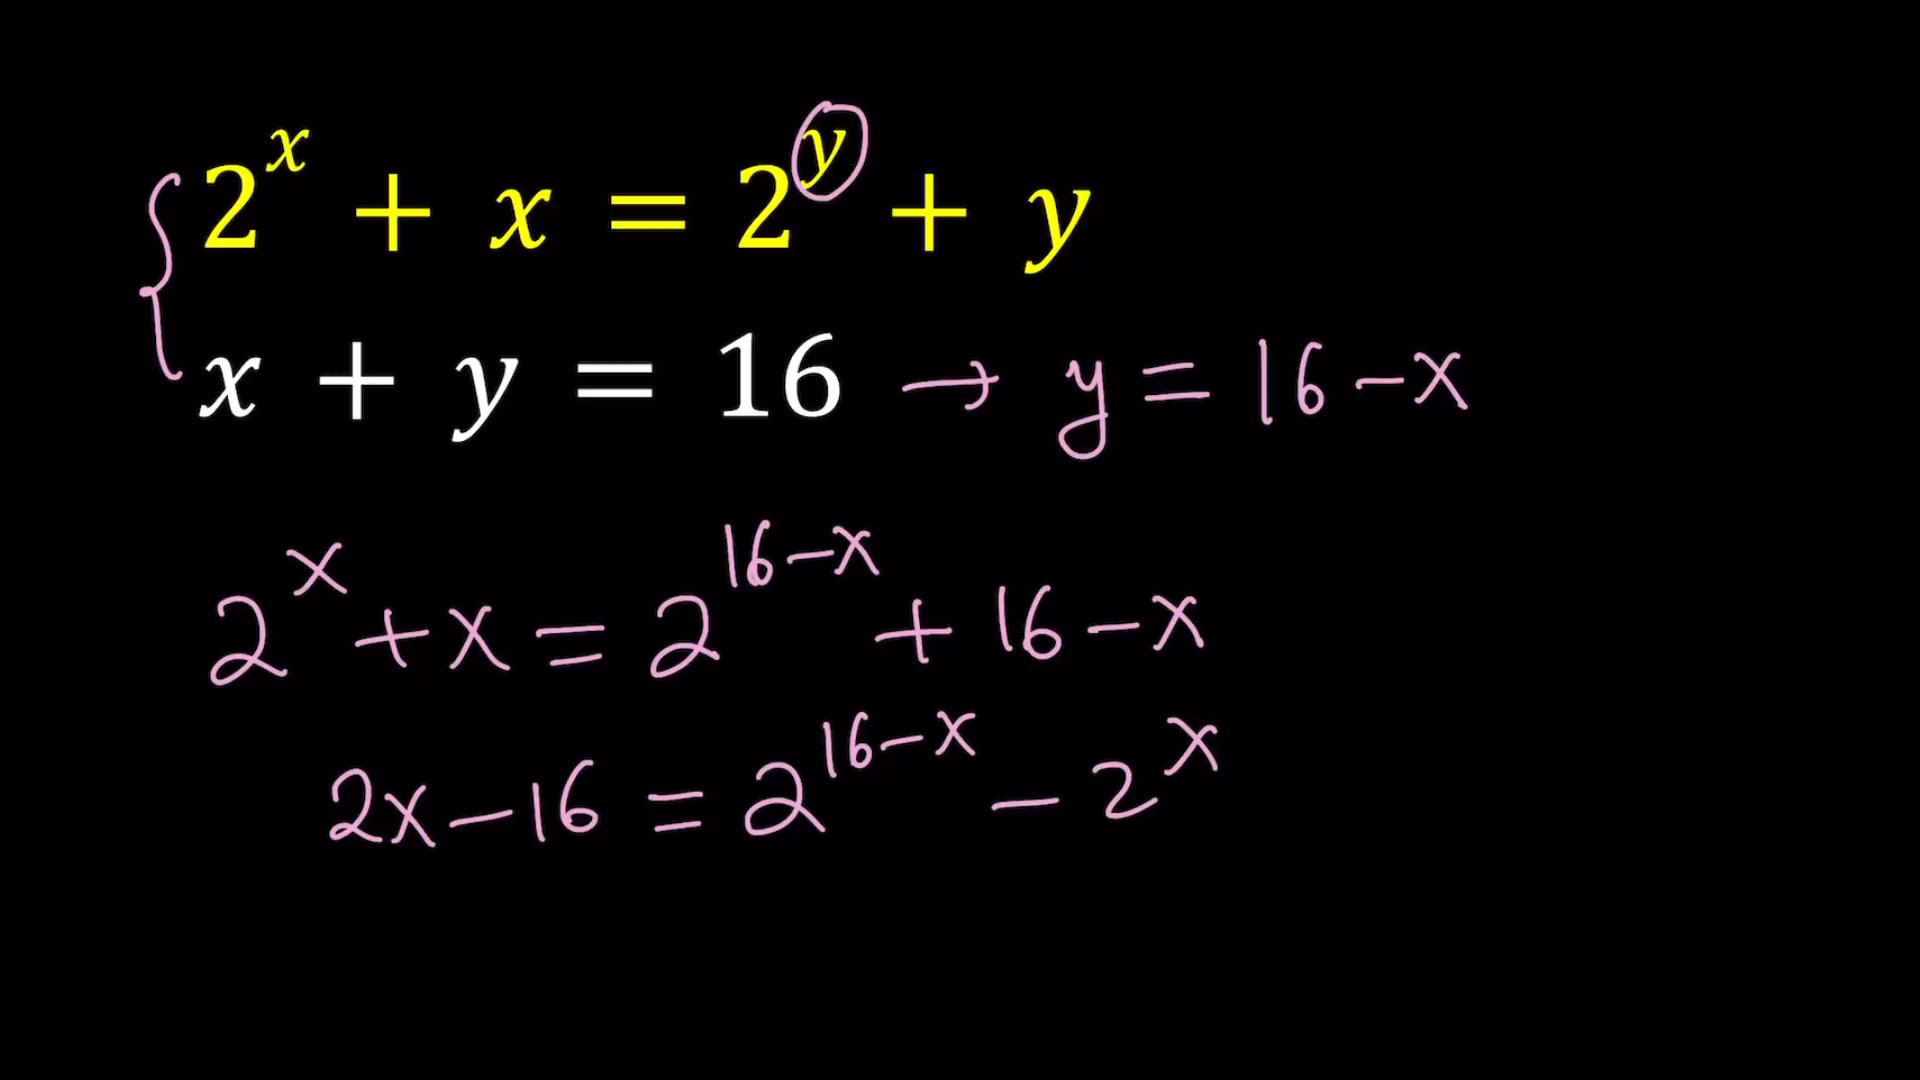 2^x + x = 2^y + y
x + y = 16 → y = 16 - x
2^x + x = 2^{16-x} + 16 - x
2x - 16 = 2^{16-x} - 2^x